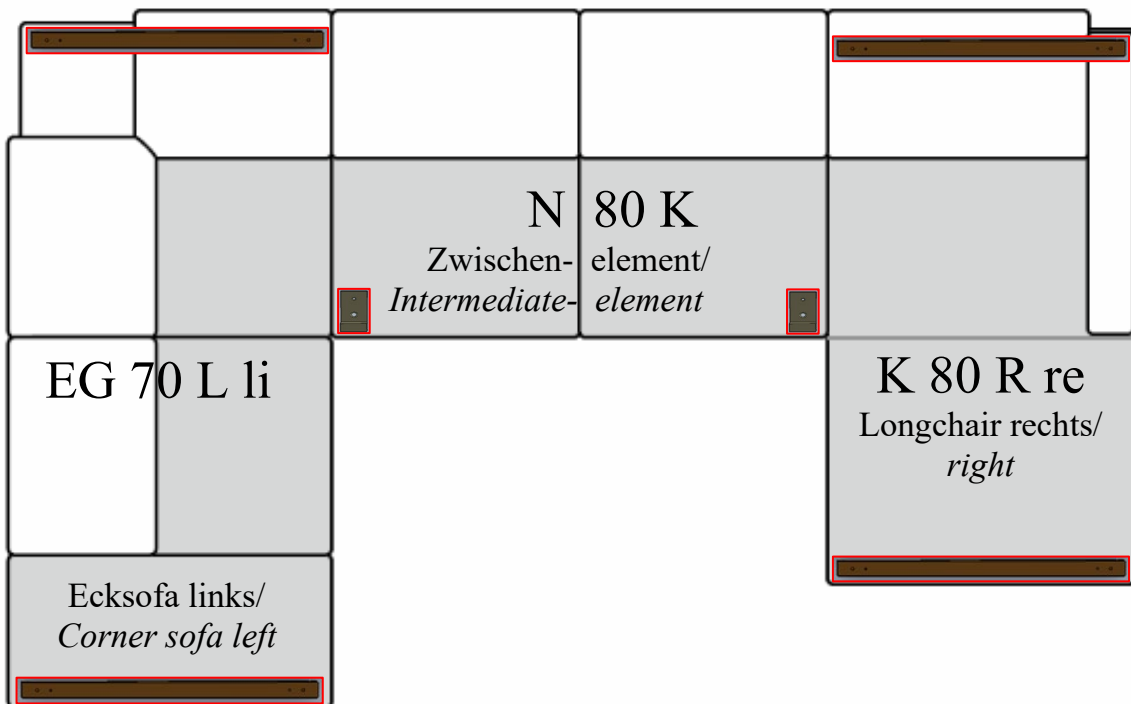 N 80 K
Zwischen- element/
Intermediate- element
EG 70 L li
K 80 R re
Longchair rechts/
right
Ecksofa links/
Corner sofa left